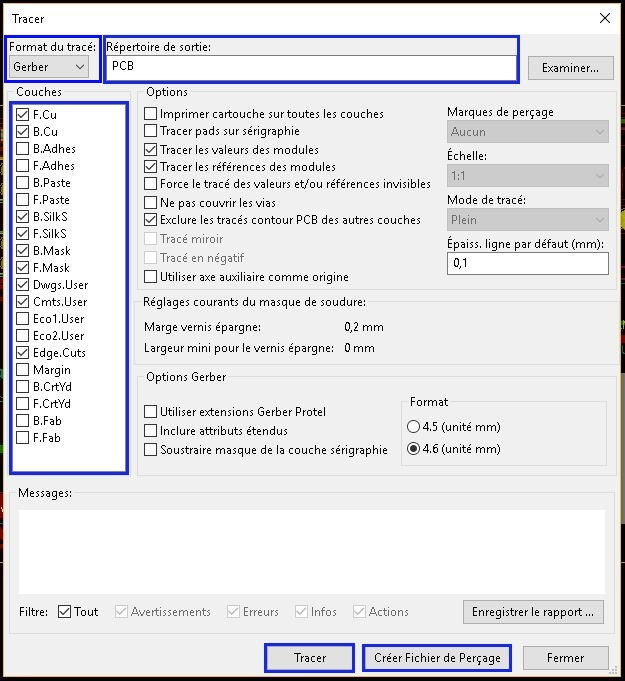 Tracer
Format du tracé:
Répertoire de sortie:
Gerber
PCB
Examiner...
Couches
F.Cu
B.Cu
B.Adhes
F.Adhes
B.Paste
F.Paste
B.SilkS
F.SilkS
B.Mask
F.Mask
Dwgs.User
Cmts.User
Eco1.User
Eco2.User
Edge.Cuts
Margin
B.CrtYd
F.CrtYd
B.Fab
F.Fab
Options
Imprimer cartouche sur toutes les couches
Tracer pads sur sérigraphie
Tracer les valeurs des modules
Tracer les références des modules
Force le tracé des valeurs et/ou références invisibles
Ne pas couvrir les vias
Exclure les tracés contour PCB des autres couches
Tracé miroir
Tracé en négatif
Utiliser axe auxiliaire comme origine
Marques de perçage
Aucun
Échelle:
1:1
Mode de tracé:
Plein
Épaiss. ligne par défaut (mm):
0,1
Réglages courants du masque de soudure:
Marge vernis épargne: 0,2 mm
Largeur mini pour le vernis épargne: 0 mm
Options Gerber
Utiliser extensions Gerber Protel
Inclure attributs étendus
Soustraire masque de la couche sérigraphie
Format
4.5 (unité mm)
4.6 (unité mm)
Messages:
Filtre: Tout Avertissements Erreurs Infos Actions
Enregistrer le rapport ...
Tracer
Créer Fichier de Perçage
Fermer